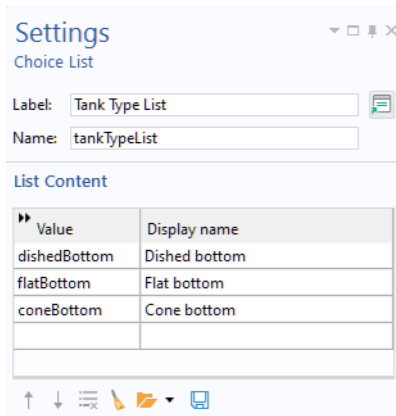 Settings
Choice List
Label: Tank Type List
Name: tankTypeList
List Content
Value Display name
dishedBottom Dished bottom
flatBottom Flat bottom
coneBottom Cone bottom